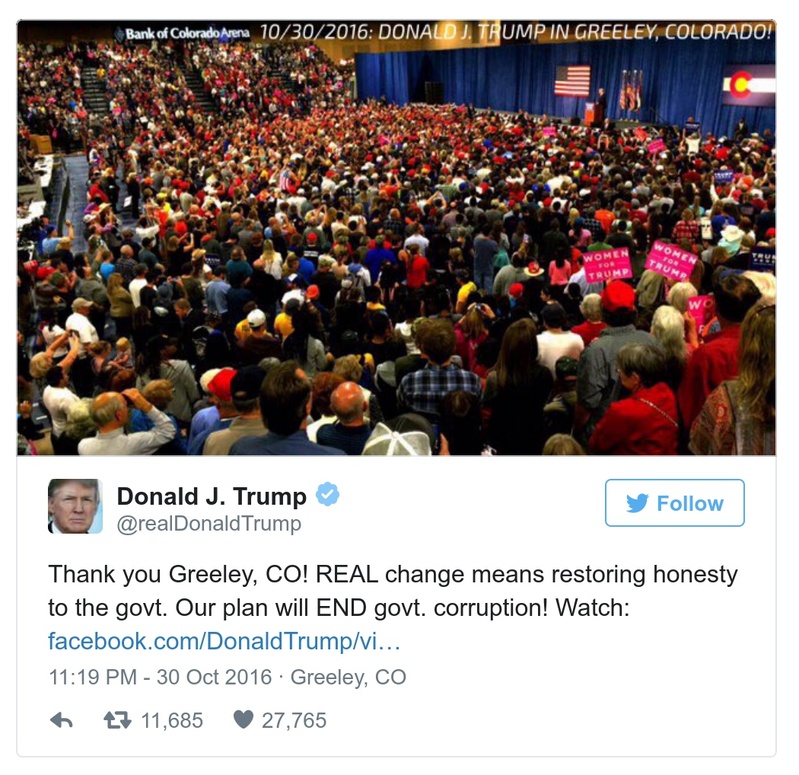 Bank of Colorado Arena 10/30/2016: DONALD J. TRUMP IN GREELEY, COLORADO!
WOMEN
FOR
TRUMP
WOMEN
FOR
TRUMP
TRU
WO
Donald J. Trump
@realDonaldTrump
Follow
Thank you Greeley, CO! REAL change means restoring honesty
to the govt. Our plan will END govt. corruption! Watch:
facebook.com/DonaldTrump/vi…
11:19 PM - 30 Oct 2016 · Greeley, CO
11,685 27,765